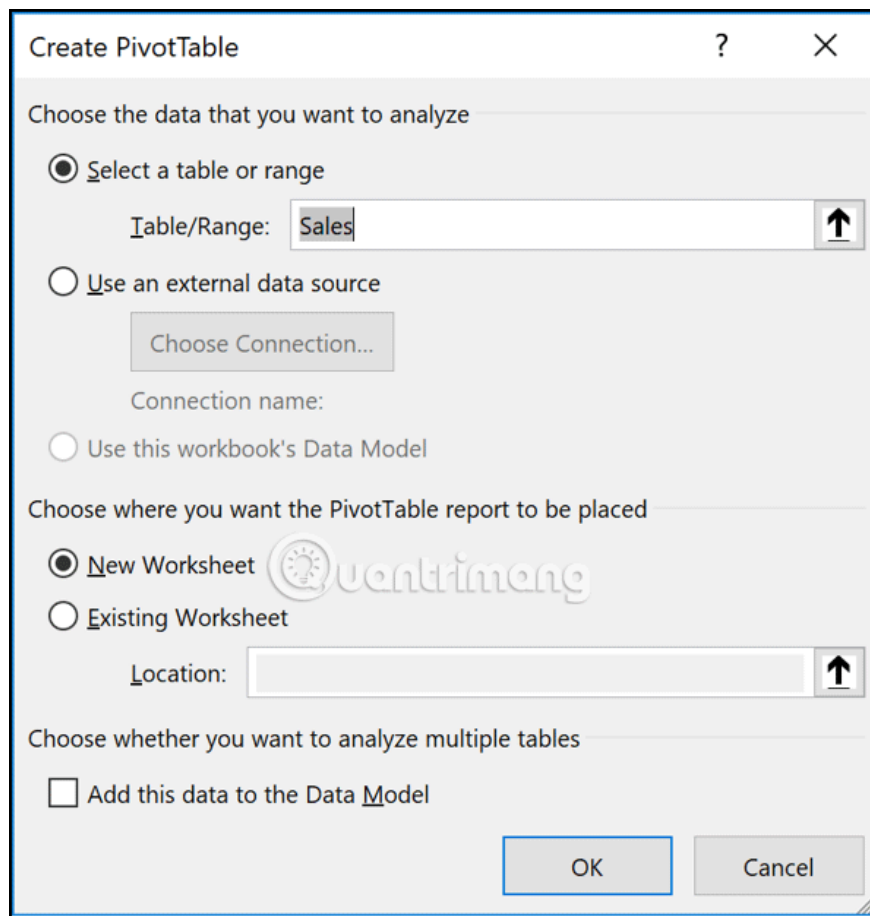 Create PivotTable ? X
Choose the data that you want to analyze
Select a table or range
Table/Range: Sales
Use an external data source
Choose Connection...
Connection name:
Use this workbook's Data Model
Choose where you want the PivotTable report to be placed
New Worksheet
Quantrimang
Existing Worksheet
Location:
Choose whether you want to analyze multiple tables
Add this data to the Data Model
OK Cancel